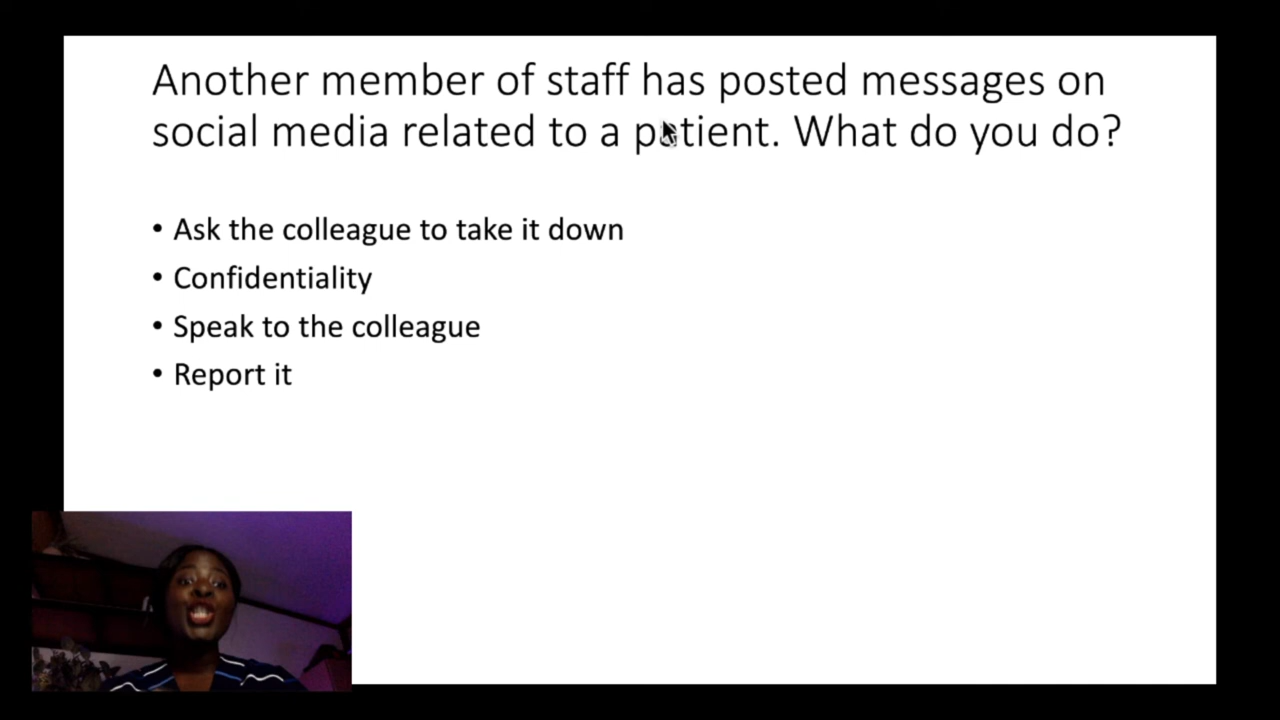 Another member of staff has posted messages on
social media related to a patient. What do you do?
• Ask the colleague to take it down
• Confidentiality
• Speak to the colleague
• Report it